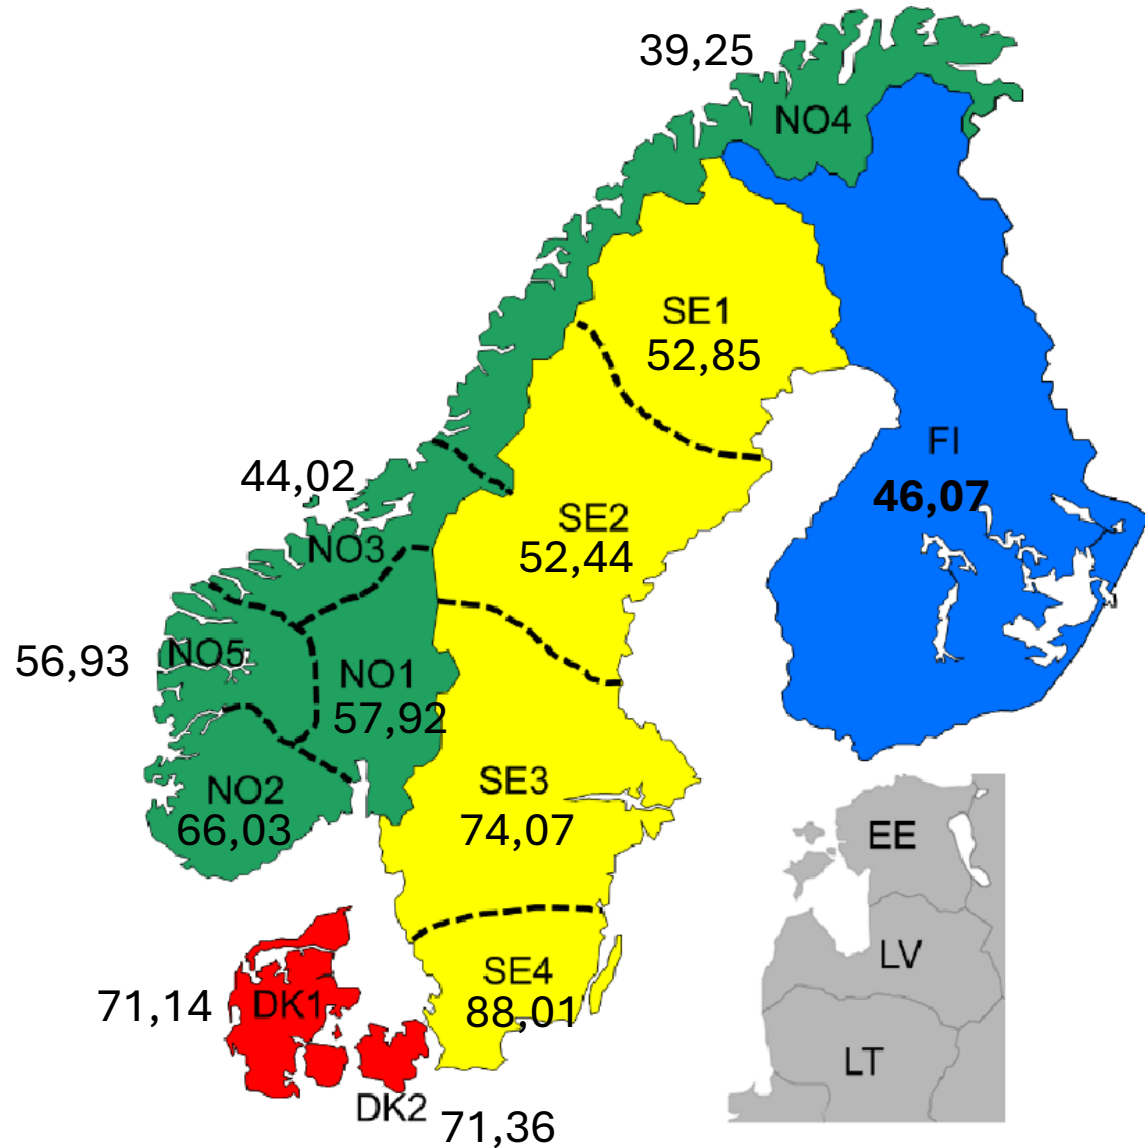 39,25
NO4
SE1
52,85
FI
46,07
44,02
SE2
52,44
NO3
NO5
56,93
NO1
57,92
NO2
66,03
SE3
74,07
EE
LV
LT
SE4
88,01
71,14
DK1
DK2
71,36